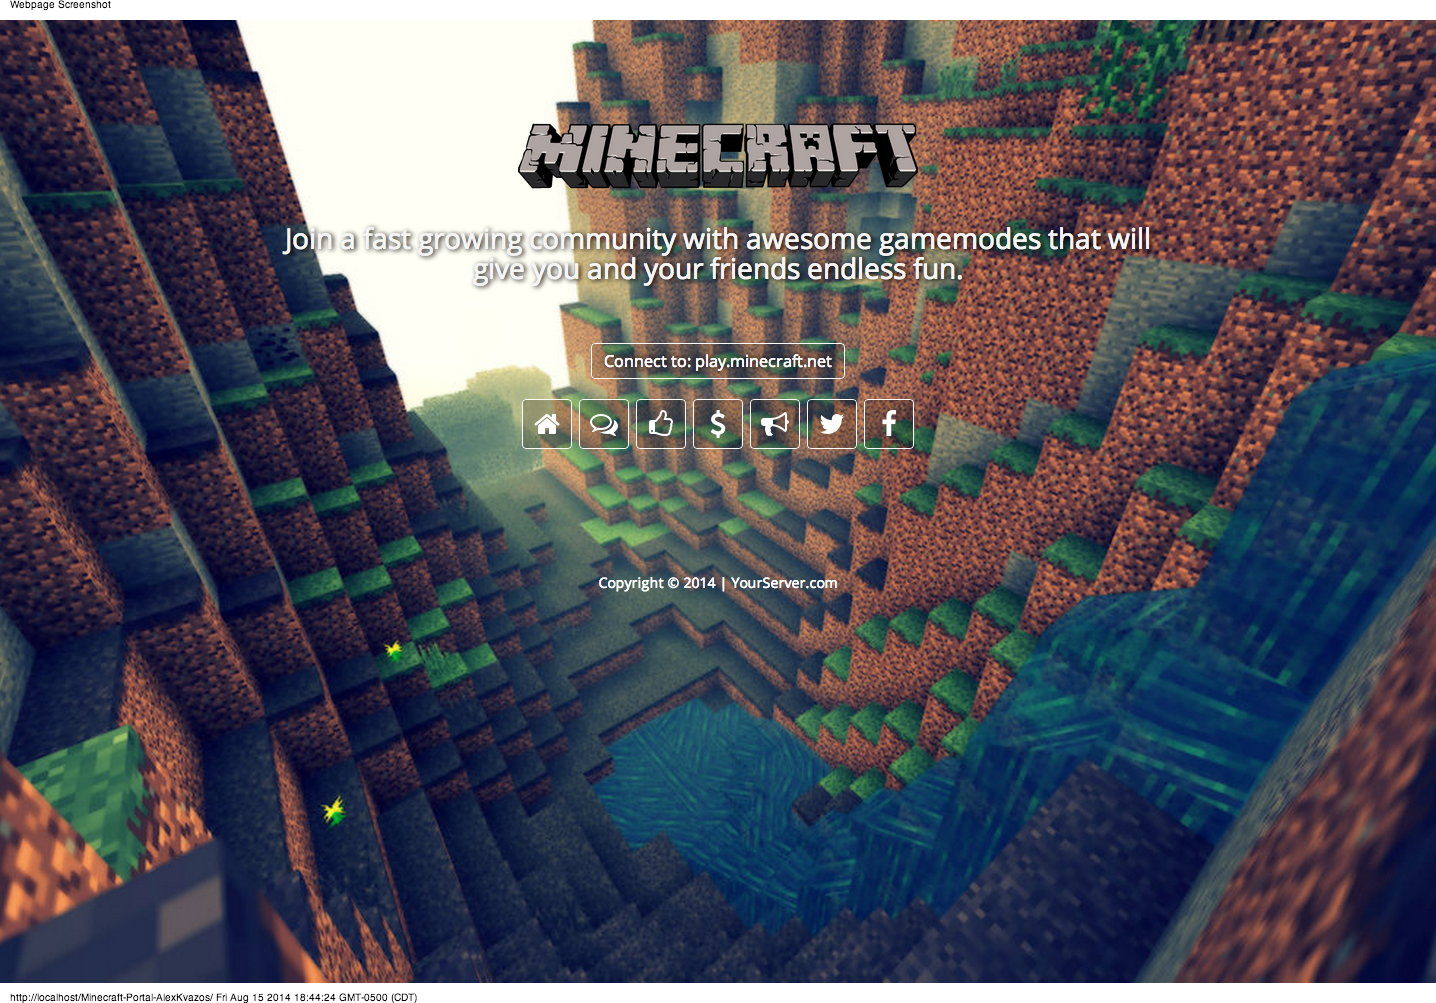 Webpage Screenshot
MINECRAFT
Join a fast growing community with awesome gamemodes that will
give you and your friends endless fun.
Connect to: play.minecraft.net
Copyright © 2014 | YourServer.com
http://localhost/Minecraft-Portal-AlexKvazos/ Fri Aug 15 2014 18:44:24 GMT-0500 (CDT)